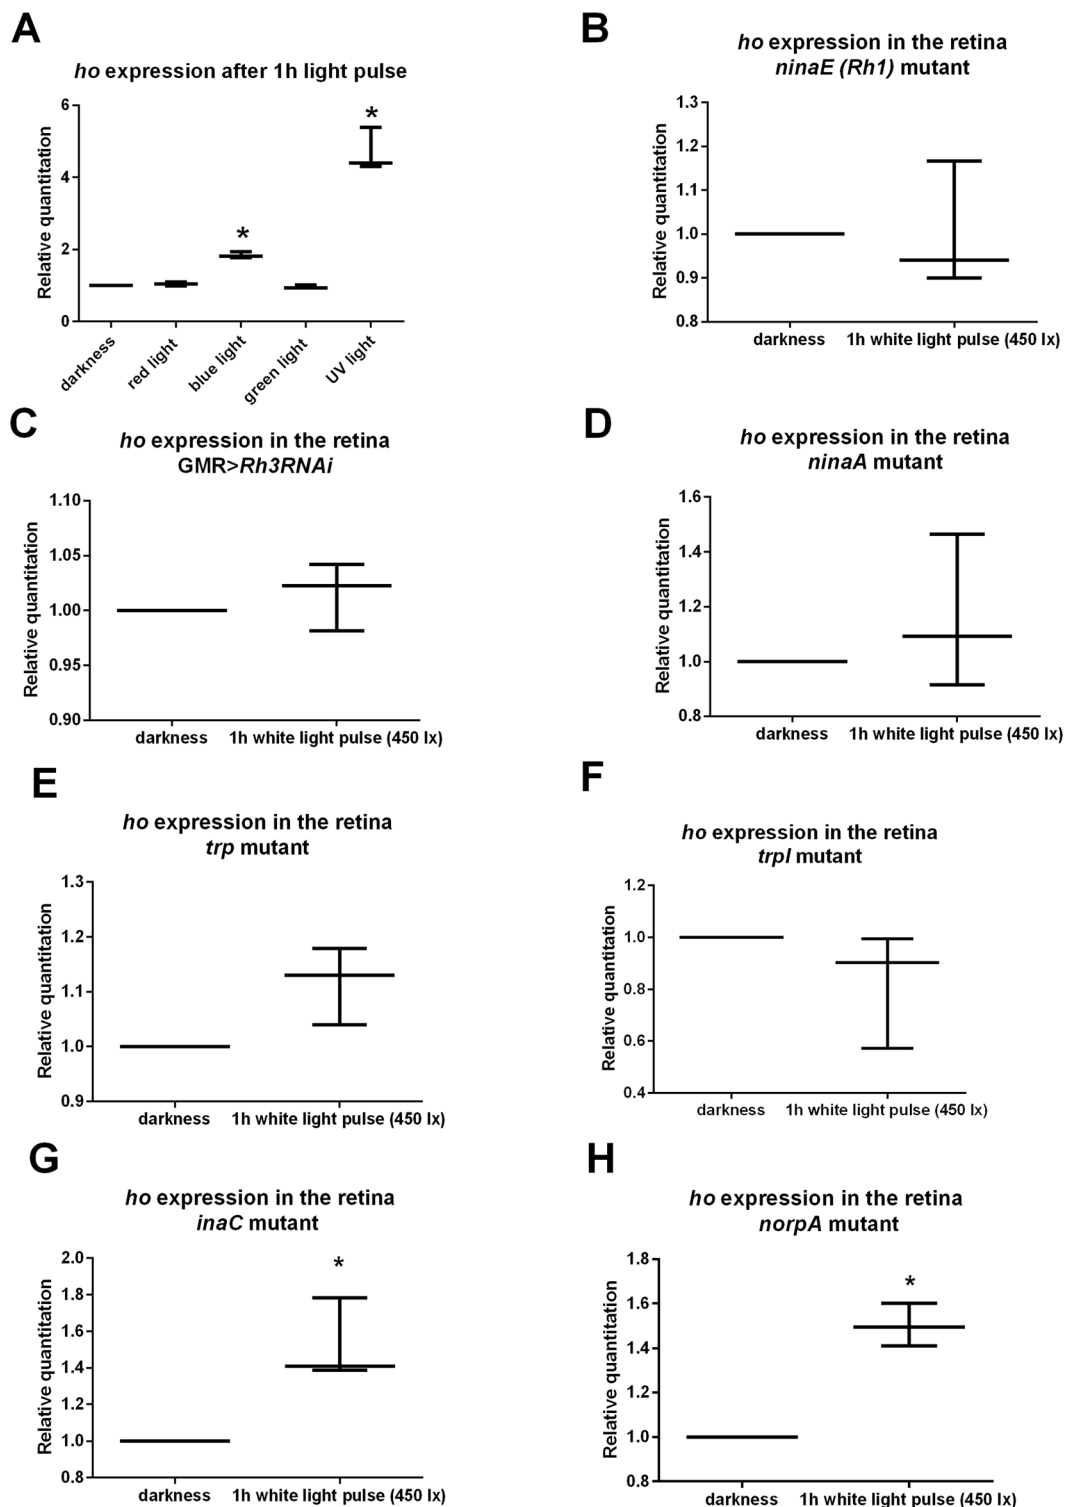 A
ho expression after 1h light pulse
Relative quantitation
6
4
2
0
*
*
darkness
red light
blue light
green light
UV light
B
ho expression in the retina
ninaE (Rh1) mutant
Relative quantitation
1.3
1.2
1.1
1.0
0.9
0.8
darkness
1h white light pulse (450 lx)
C
ho expression in the retina
GMR>Rh3RNAi
Relative quantitation
1.10
1.05
1.00
0.95
0.90
darkness
1h white light pulse (450 lx)
D
ho expression in the retina
ninaA mutant
Relative quantitation
1.6
1.4
1.2
1.0
0.8
darkness
1h white light pulse (450 lx)
E
ho expression in the retina
trp mutant
Relative quantitation
1.3
1.2
1.1
1.0
0.9
darkness
1h white light pulse (450 lx)
F
ho expression in the retina
trpl mutant
Relative quantitation
1.2
1.0
0.8
0.6
0.4
darkness
1h white light pulse (450 lx)
G
ho expression in the retina
inaC mutant
Relative quantitation
2.0
1.8
1.6
1.4
1.2
1.0
0.8
*
darkness
1h white light pulse (450 lx)
H
ho expression in the retina
norpA mutant
Relative quantitation
1.8
1.6
1.4
1.2
1.0
0.8
*
darkness
1h white light pulse (450 lx)